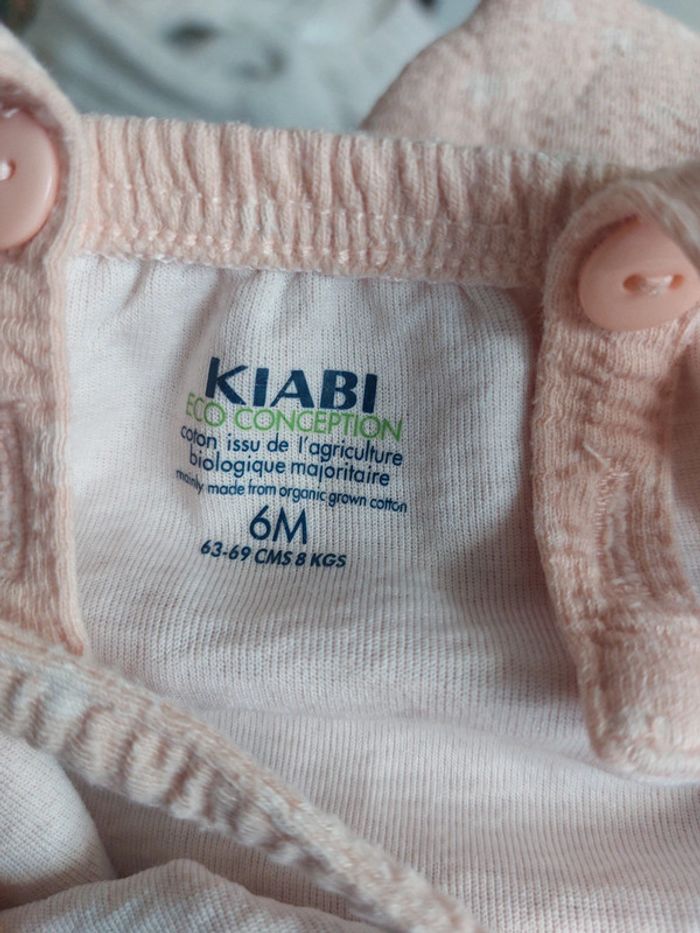 KIABI
ECO CONCEPTION
coton issu de l'agriculture
biologique majoritaire
mainly made from organic grown cotton
6M
63-69 CMS 8 KGS